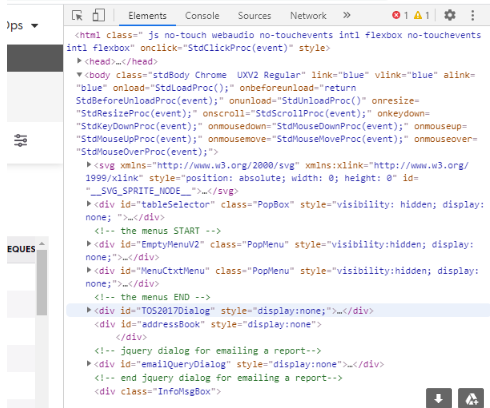 Ops
Elements Console Sources Network » 1 1
<html class=" js no-touch webaudio no-touchevents intl flexbox no-touchevents
intl flexbox" onclick="StdClickProc(event)" style>
<head>…</head>
<body class="stdBody Chrome  UXV2 Regular" link="blue" vlink="blue" alink=
"blue" onload="StdLoadProc();" onbeforeunload="return
StdBeforeUnloadProc(event);" onunload="StdUnloadProc()" onresize=
"StdResizeProc(event);" onscroll="StdScrollProc(event);" onkeydown=
"StdKeyDownProc(event);" onmousedown="StdMouseDownProc(event);" onmouseup=
"StdMouseUpProc(event);" onmousemove="StdMouseMoveProc(event);" onmouseover=
"StdMouseOverProc(event);">
<svg xmlns="http://www.w3.org/2000/svg" xmlns:xlink="http://www.w3.org/
1999/xlink" style="position: absolute; width: 0; height: 0" id=
"__SVG_SPRITE_NODE__">…</svg>
<div id="tableSelector" class="PopBox" style="visibility: hidden; display:
none; ">…</div>
<!-- the menus START -->
<div id="EmptyMenuV2" class="PopMenu" style="visibility:hidden; display:
none;">…</div>
<div id="MenuCtxtMenu" class="PopMenu" style="visibility:hidden; display:
none;">…</div>
<!-- the menus END -->
<div id="TOS2017Dialog" style="display:none;">…</div>
<div id="addressBook" style="display:none">
</div>
<!-- jquery dialog for emailing a report-->
<div id="emailQueryDialog" style="display:none;">…</div>
<!-- end jquery dialog for emailing a report-->
<div class="InfoMsgBox">
EQUES